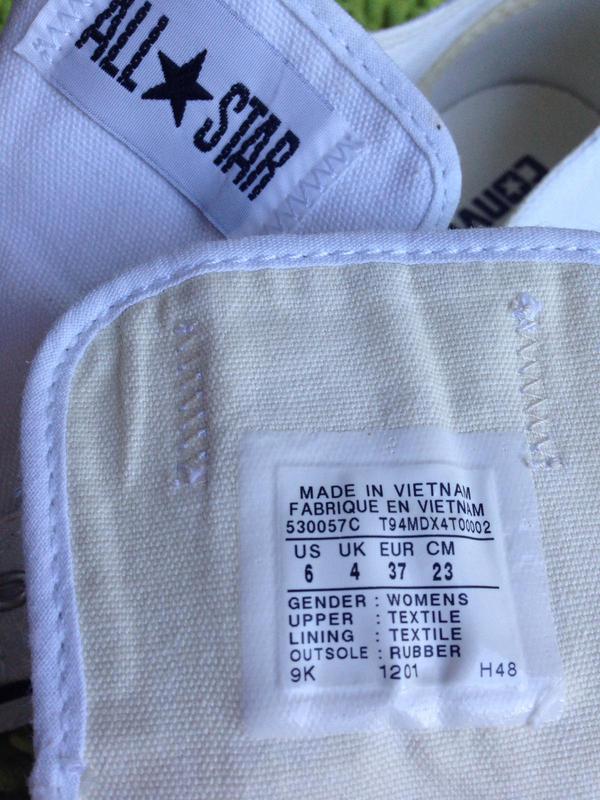 ALL ★ STAR
CONV
MADE IN VIETNAM
FABRIQUE EN VIETNAM
530057C T94MDX4T00002
US UK EUR CM
6 4 37 23
GENDER : WOMENS
UPPER : TEXTILE
LINING : TEXTILE
OUTSOLE : RUBBER
9K 1201 H48